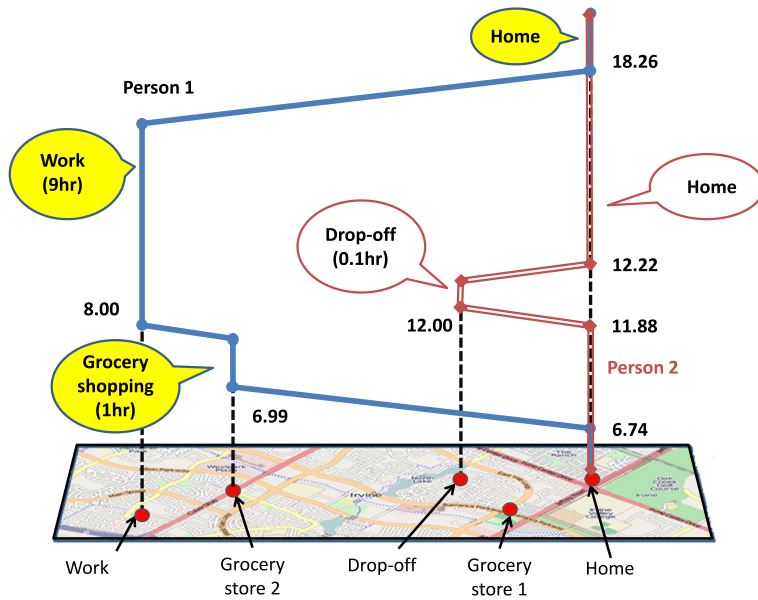 Home
18.26
Person 1
Work
(9hr)
Home
Drop-off
(0.1hr)
12.22
8.00
12.00
11.88
Grocery
shopping
(1hr)
Person 2
6.99
6.74
Irvine
Work
Grocery
store 2
Drop-off
Grocery
store 1
Home